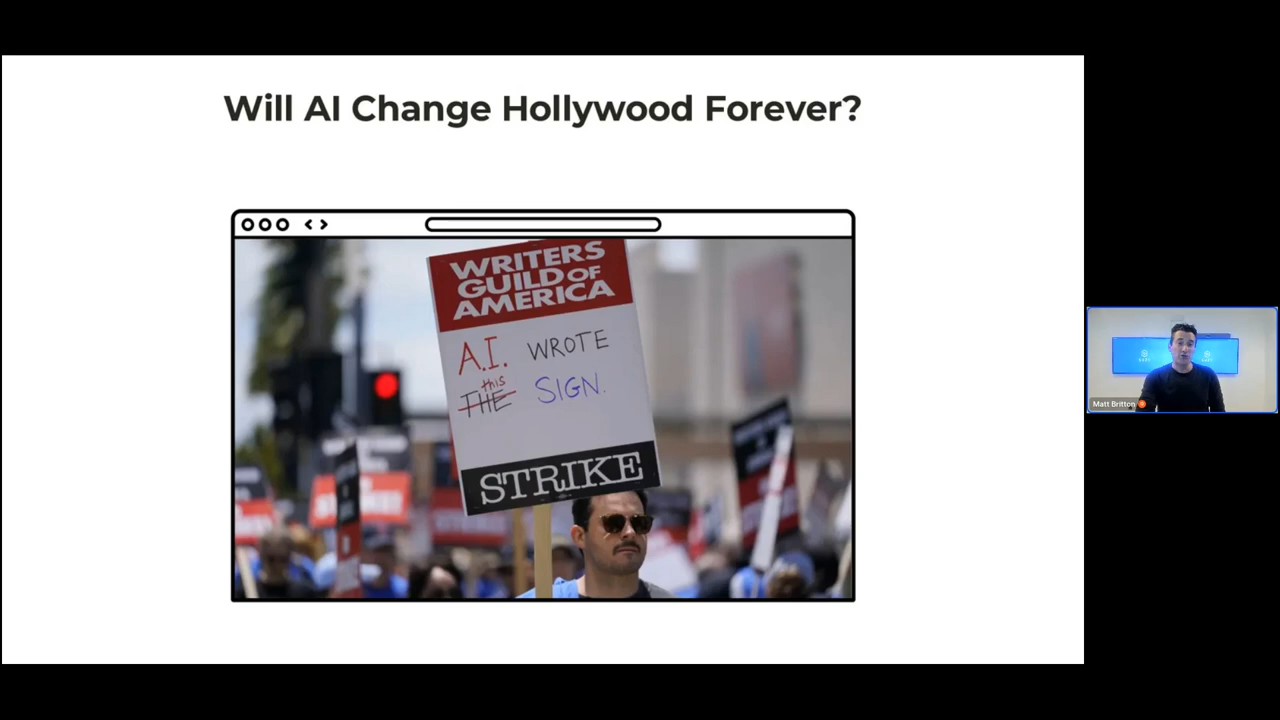 Will AI Change Hollywood Forever?
WRITERS
GUILD OF
AMERICA
A.I. WROTE
this
THE SIGN.
STRIKE
Matt Britton